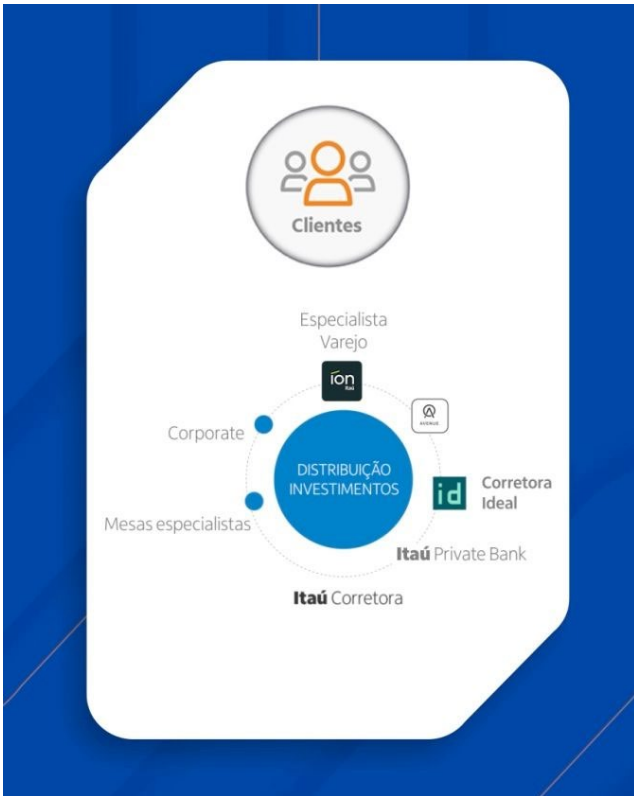 Clientes
Especialista
Varejo
íon
itaú
AVENUE
Corporate
DISTRIBUIÇÃO
INVESTIMENTOS
id
Corretora
Ideal
Mesas especialistas
Itaú Private Bank
Itaú Corretora